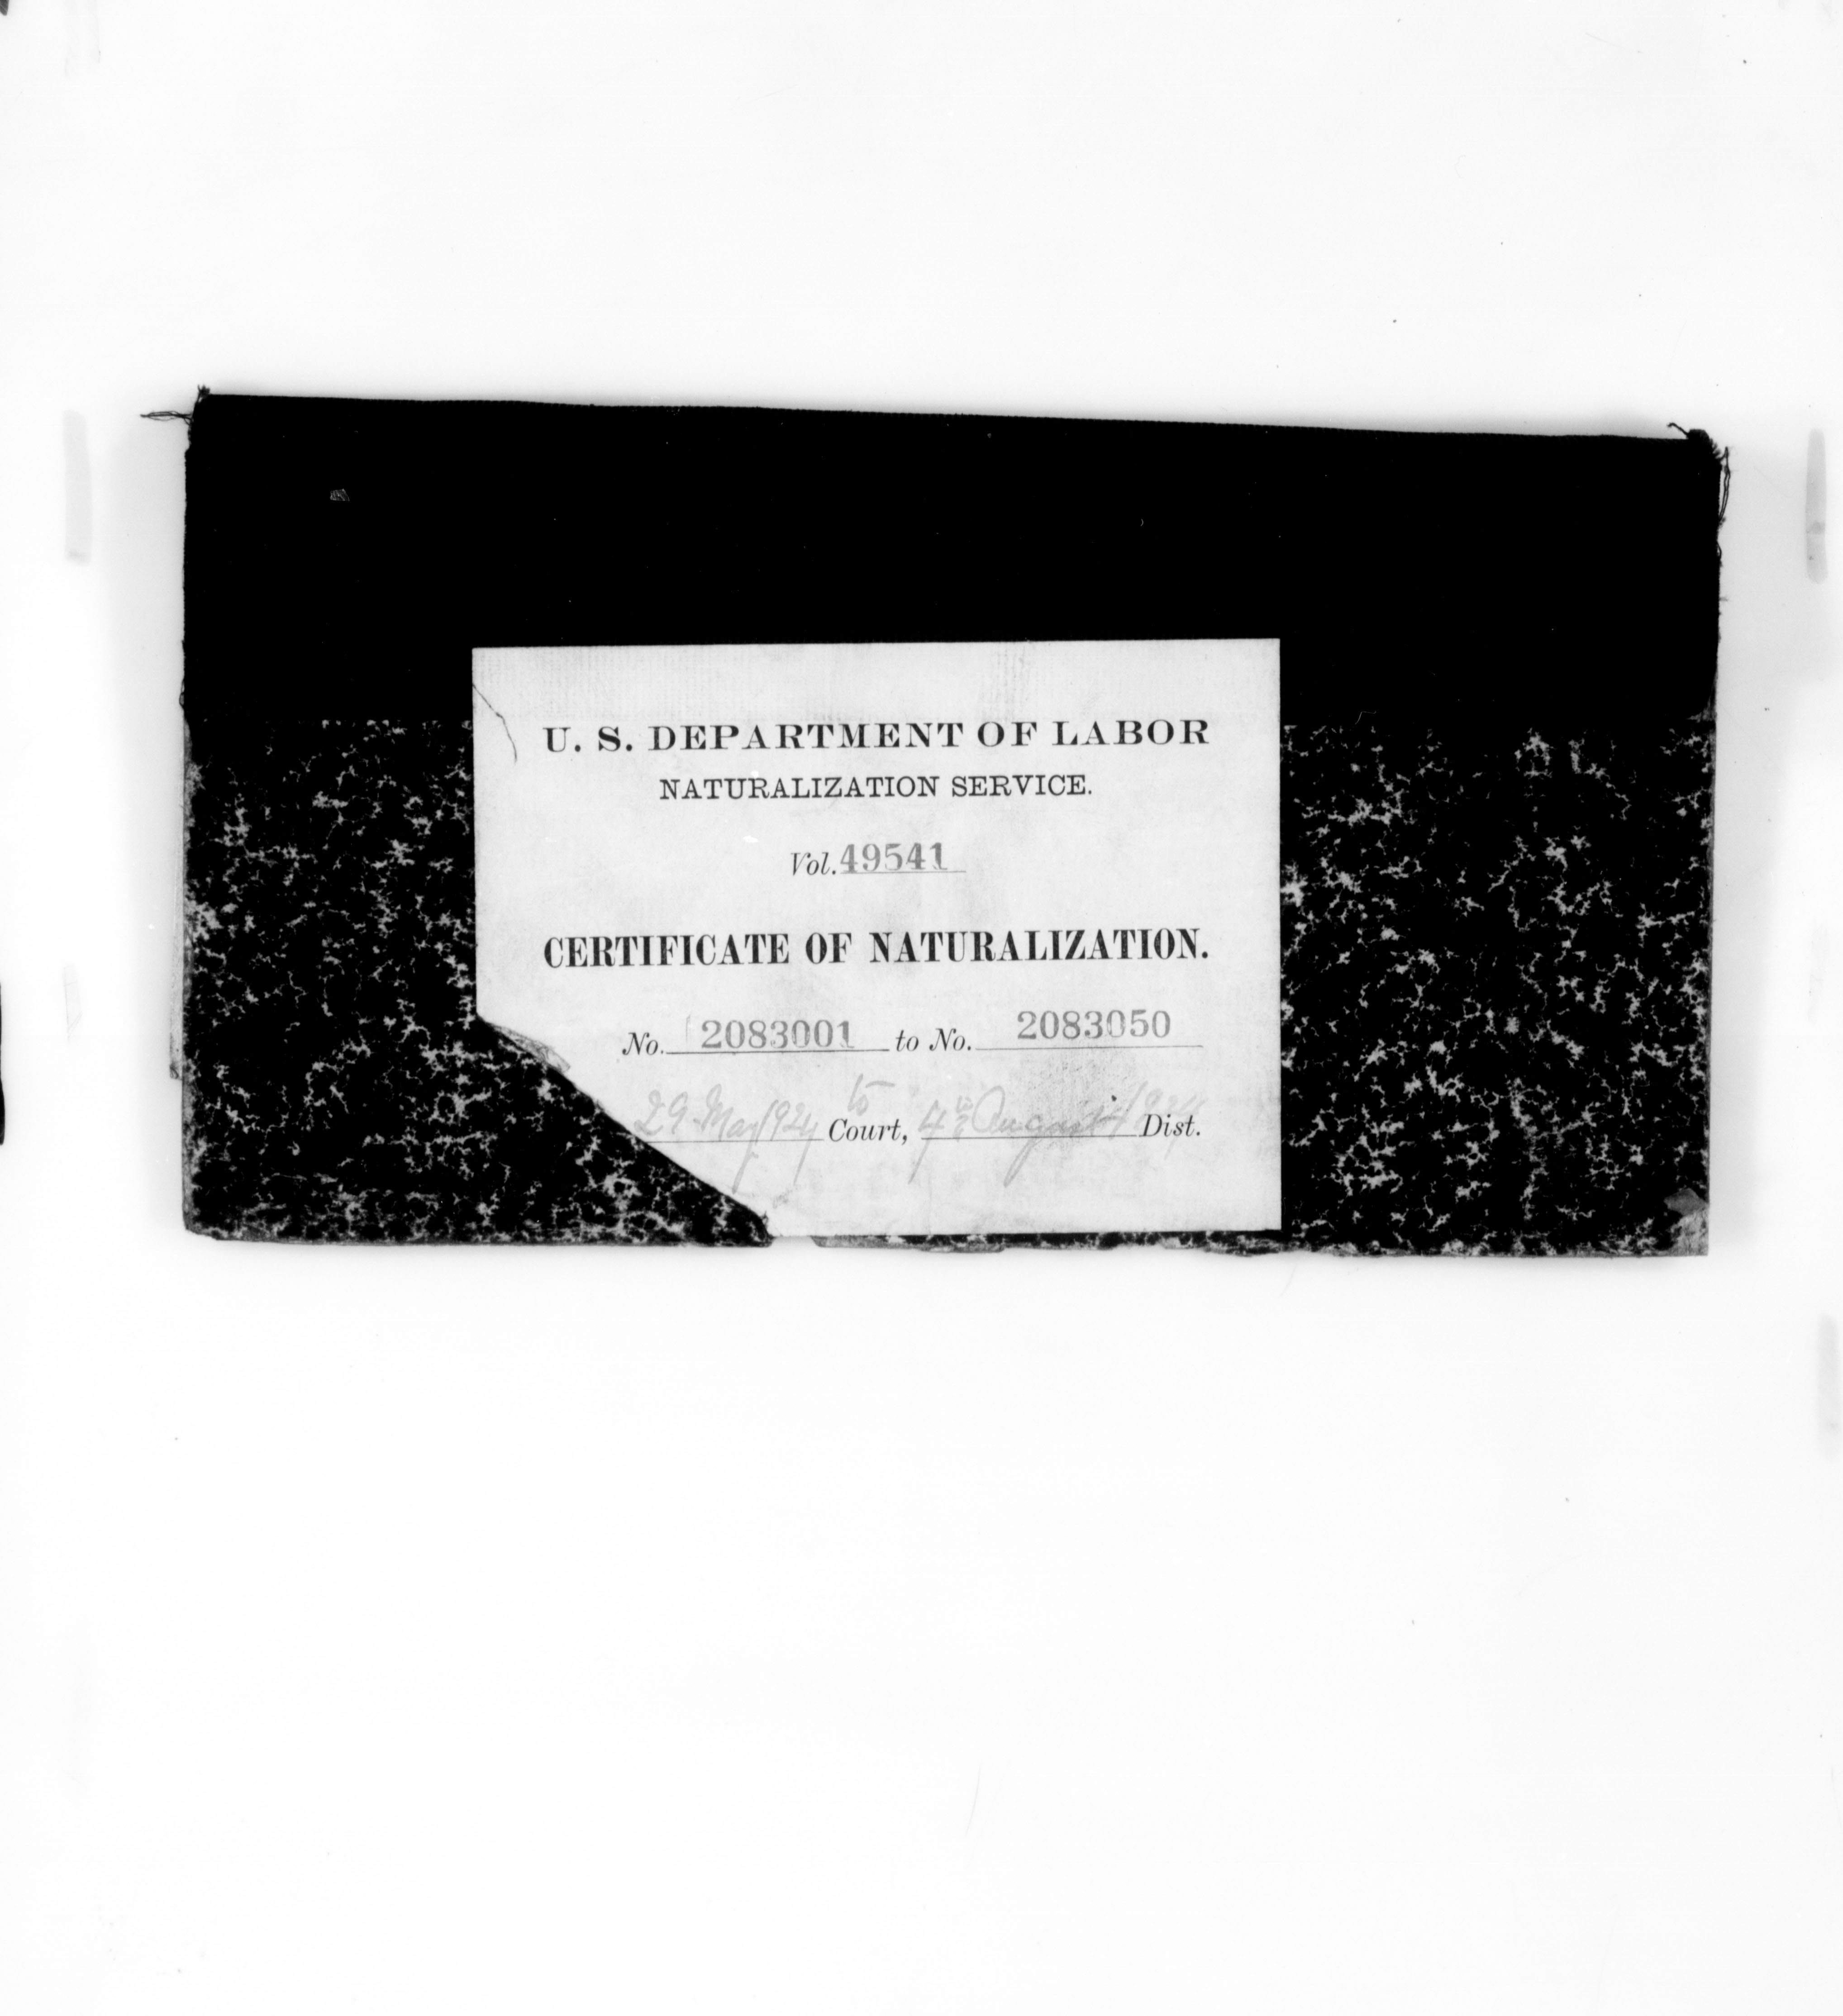 U. S. DEPARTMENT OF LABOR
NATURALIZATION SERVICE.
Vol. 49541
CERTIFICATE OF NATURALIZATION.
No. 2083001 to No. 2083050
29 May 1924 to Court, 4th August 1924 Dist.